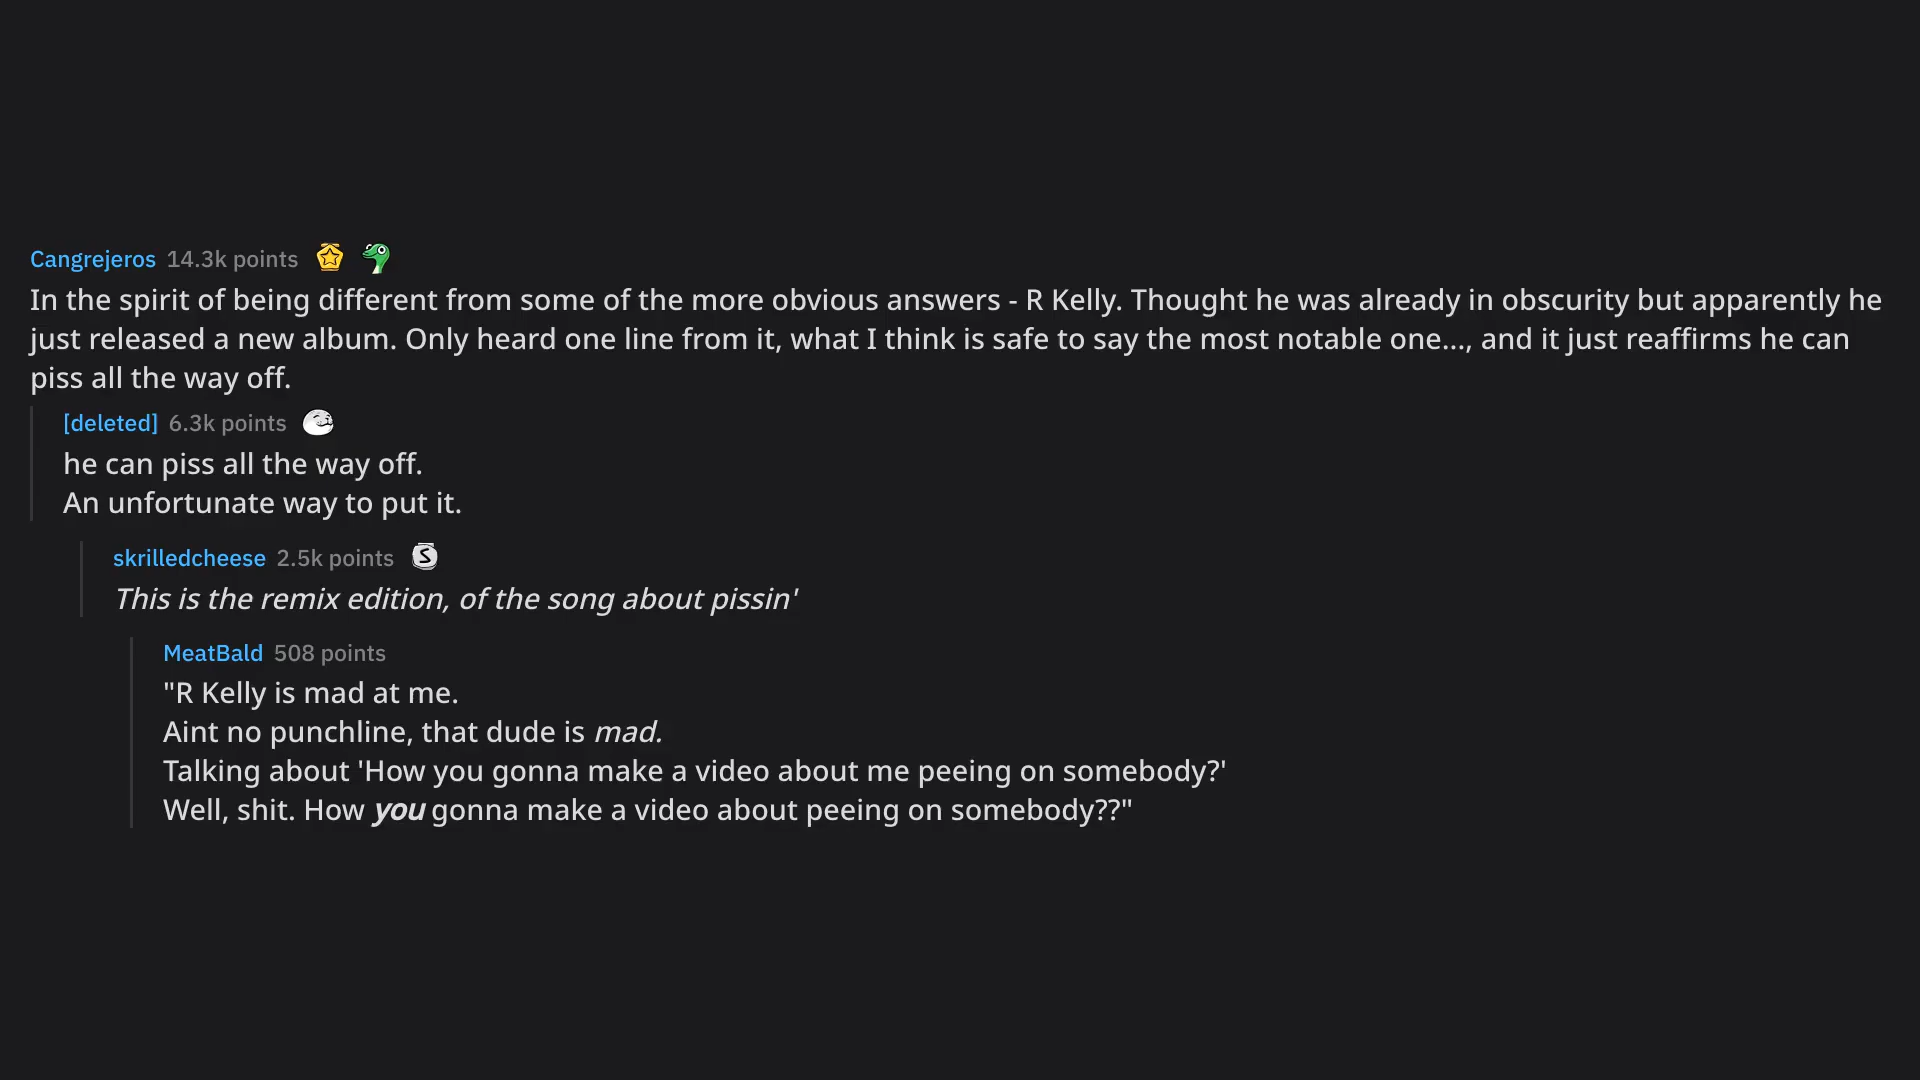 Cangrejeros 14.3k points
In the spirit of being different from some of the more obvious answers - R Kelly. Thought he was already in obscurity but apparently he
just released a new album. Only heard one line from it, what I think is safe to say the most notable one..., and it just reaffirms he can
piss all the way off.
[deleted] 6.3k points
he can piss all the way off.
An unfortunate way to put it.
skrilledcheese 2.5k points S
This is the remix edition, of the song about pissin'
MeatBald 508 points
"R Kelly is mad at me.
Aint no punchline, that dude is mad.
Talking about 'How you gonna make a video about me peeing on somebody?'
Well, shit. How you gonna make a video about peeing on somebody??"